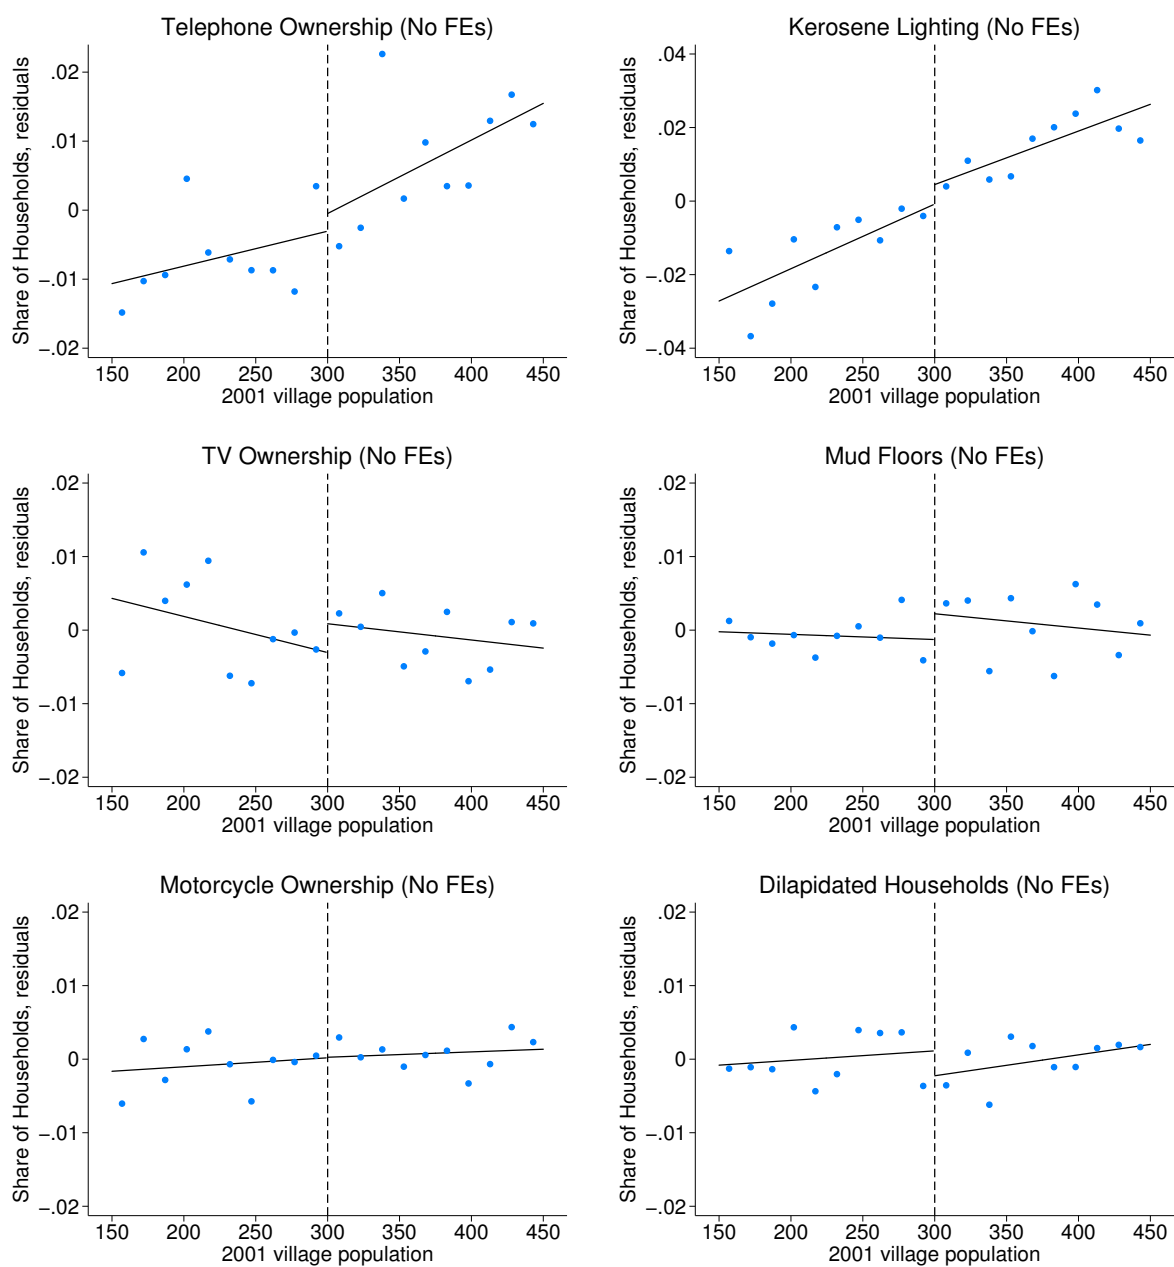 Telephone Ownership (No FEs)
Share of Households, residuals
.02
.01
0
−.01
−.02
150 200 250 300 350 400 450
2001 village population
Kerosene Lighting (No FEs)
Share of Households, residuals
.04
.02
0
−.02
−.04
150 200 250 300 350 400 450
2001 village population
TV Ownership (No FEs)
Share of Households, residuals
.02
.01
0
−.01
−.02
150 200 250 300 350 400 450
2001 village population
Mud Floors (No FEs)
Share of Households, residuals
.02
.01
0
−.01
−.02
150 200 250 300 350 400 450
2001 village population
Motorcycle Ownership (No FEs)
Share of Households, residuals
.02
.01
0
−.01
−.02
150 200 250 300 350 400 450
2001 village population
Dilapidated Households (No FEs)
Share of Households, residuals
.02
.01
0
−.01
−.02
150 200 250 300 350 400 450
2001 village population